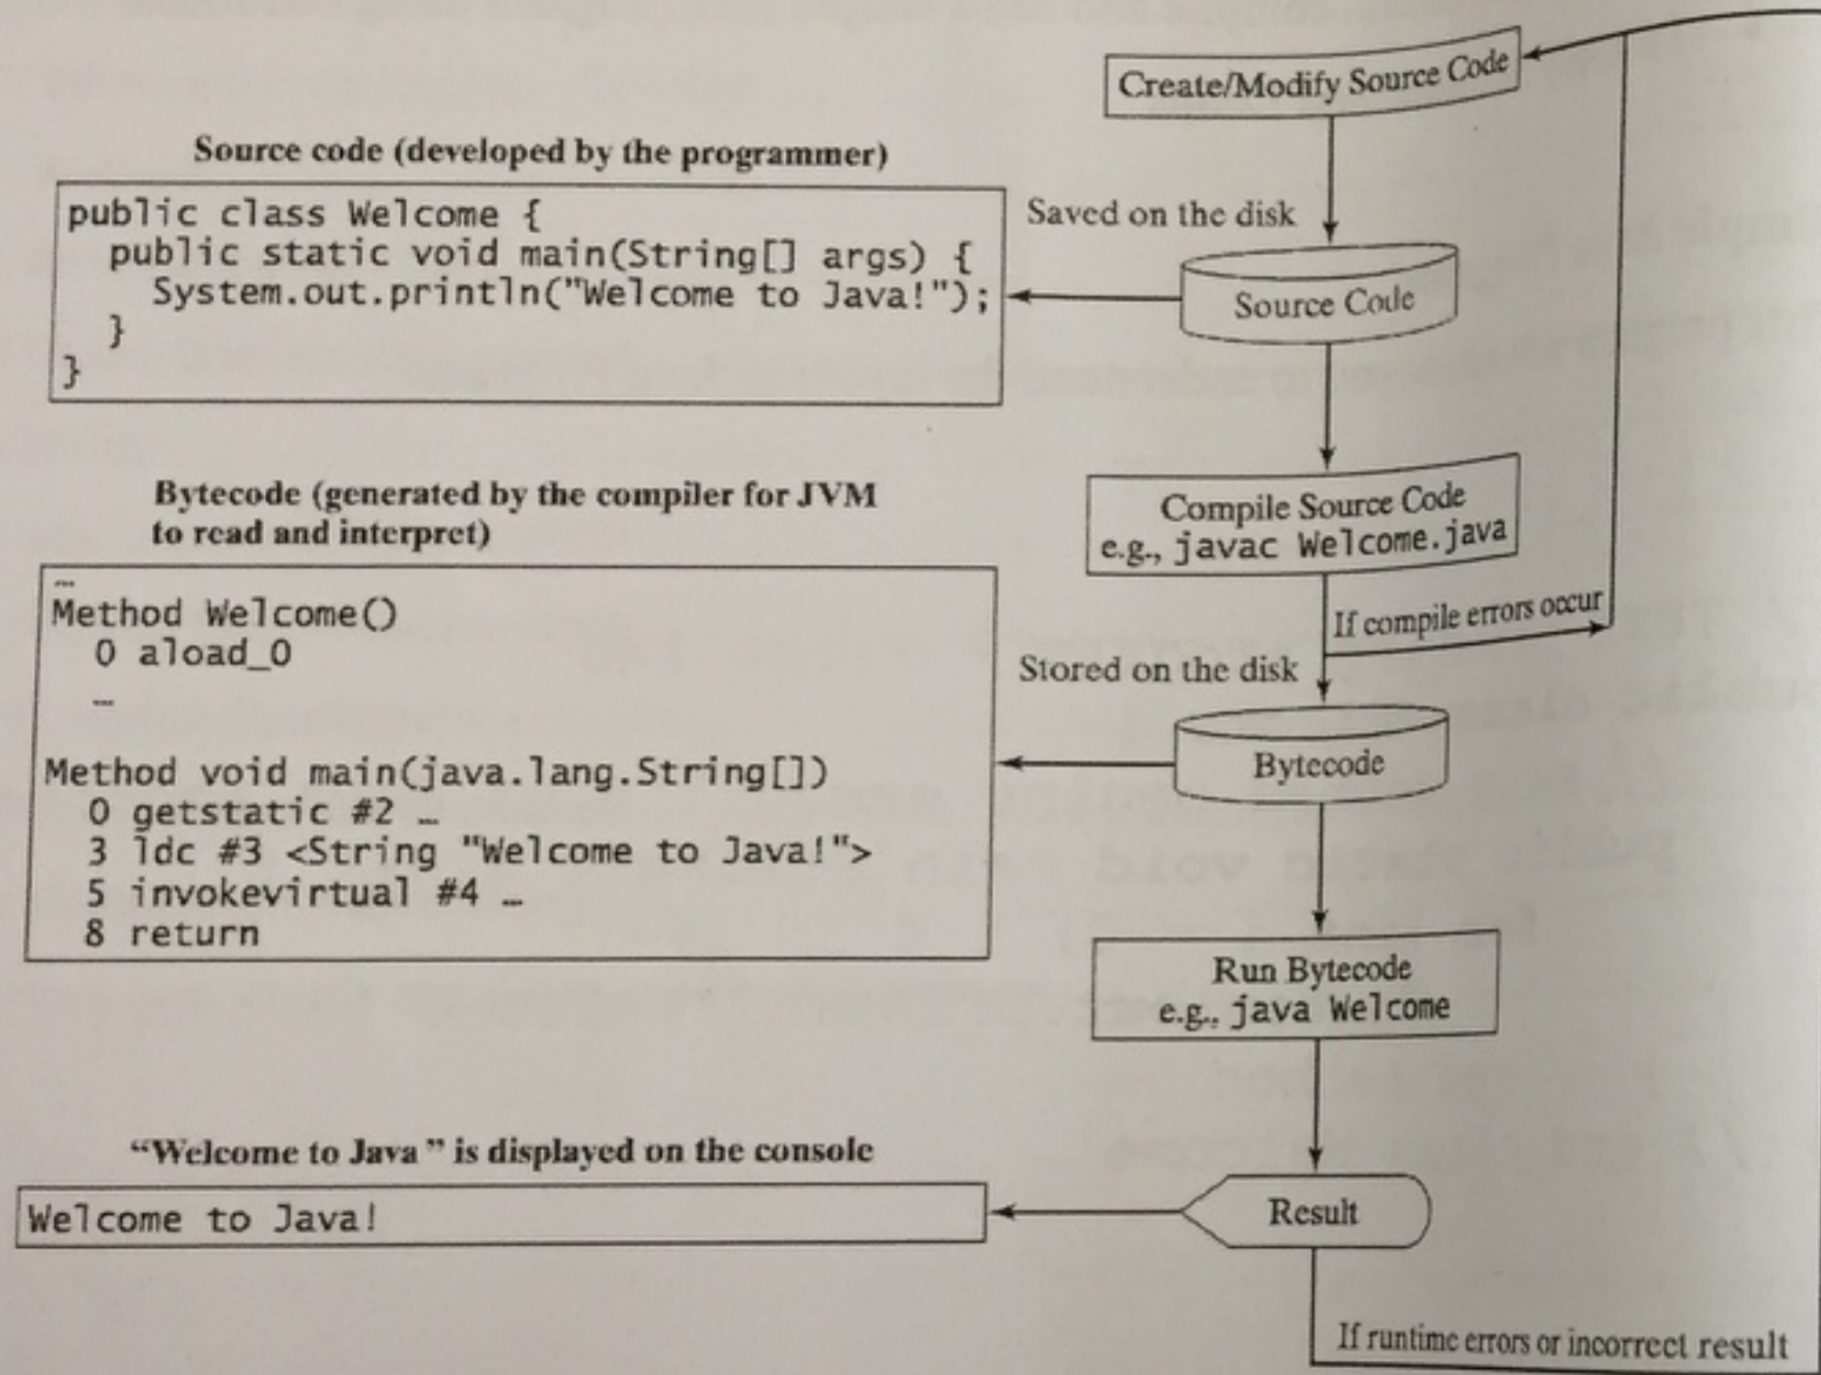 Create/Modify Source Code
Source code (developed by the programmer)
public class Welcome {
  public static void main(String[] args) {
    System.out.println("Welcome to Java!");
  }
}
Saved on the disk
Source Code
Compile Source Code
e.g., javac Welcome.java
If compile errors occur
Bytecode (generated by the compiler for JVM
to read and interpret)
…
Method Welcome()
  0 aload_0
  …
Method void main(java.lang.String[])
  0 getstatic #2 …
  3 ldc #3 <String "Welcome to Java!">
  5 invokevirtual #4 …
  8 return
Stored on the disk
Bytecode
Run Bytecode
e.g., java Welcome
“Welcome to Java ” is displayed on the console
Welcome to Java!
Result
If runtime errors or incorrect result